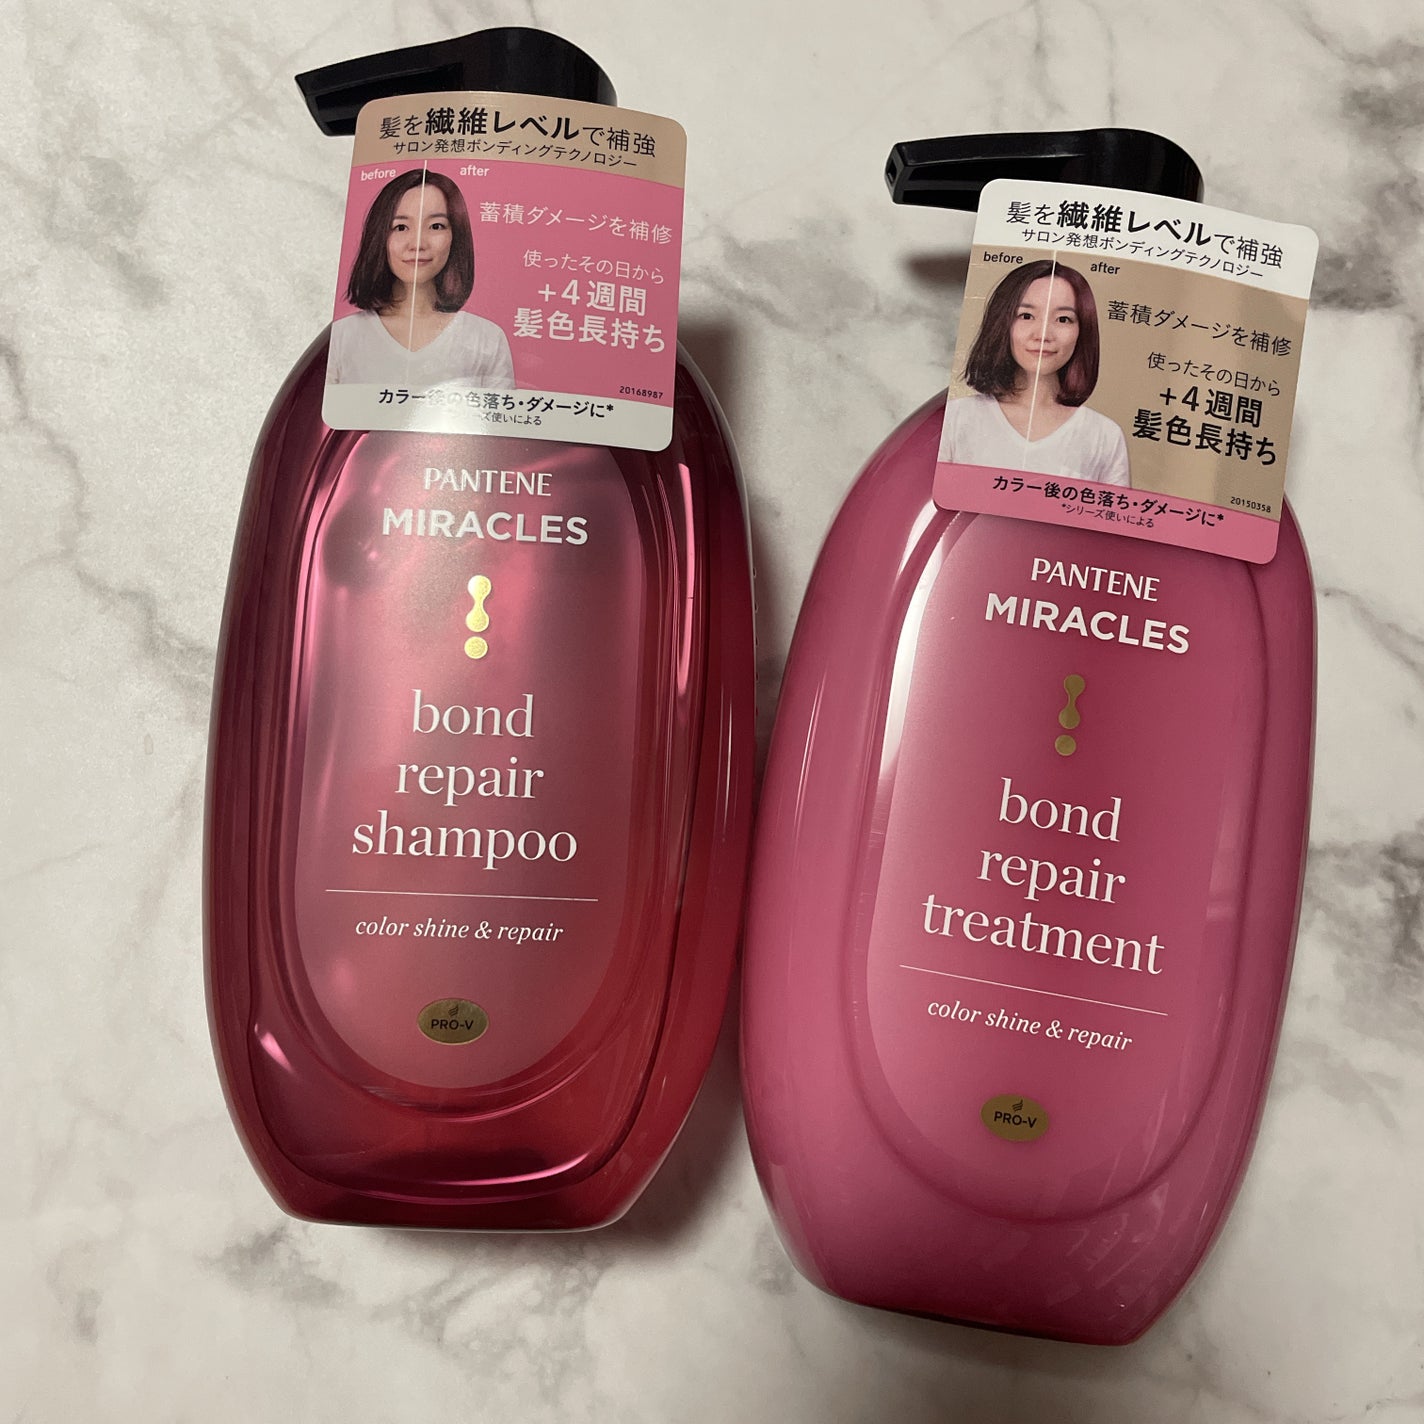 髪を繊維レベルで補強
サロン発想ボンディングテクノロジー
before
after
蓄積ダメージを補修
使ったその日から
+4週間
髪色長持ち
20168987
カラー後の色落ち・ダメージに*
ーズ使いによる
PANTENE
MIRACLES
bond
repair
shampoo
color shine & repair
PRO-V
髪を繊維レベルで補強
サロン発想ボンディングテクノロジー
before
after
蓄積ダメージを補修
使ったその日から
+4週間
髪色長持ち
20150358
カラー後の色落ち・ダメージに*
*シリーズ使いによる
PANTENE
MIRACLES
bond
repair
treatment
color shine & repair
PRO-V